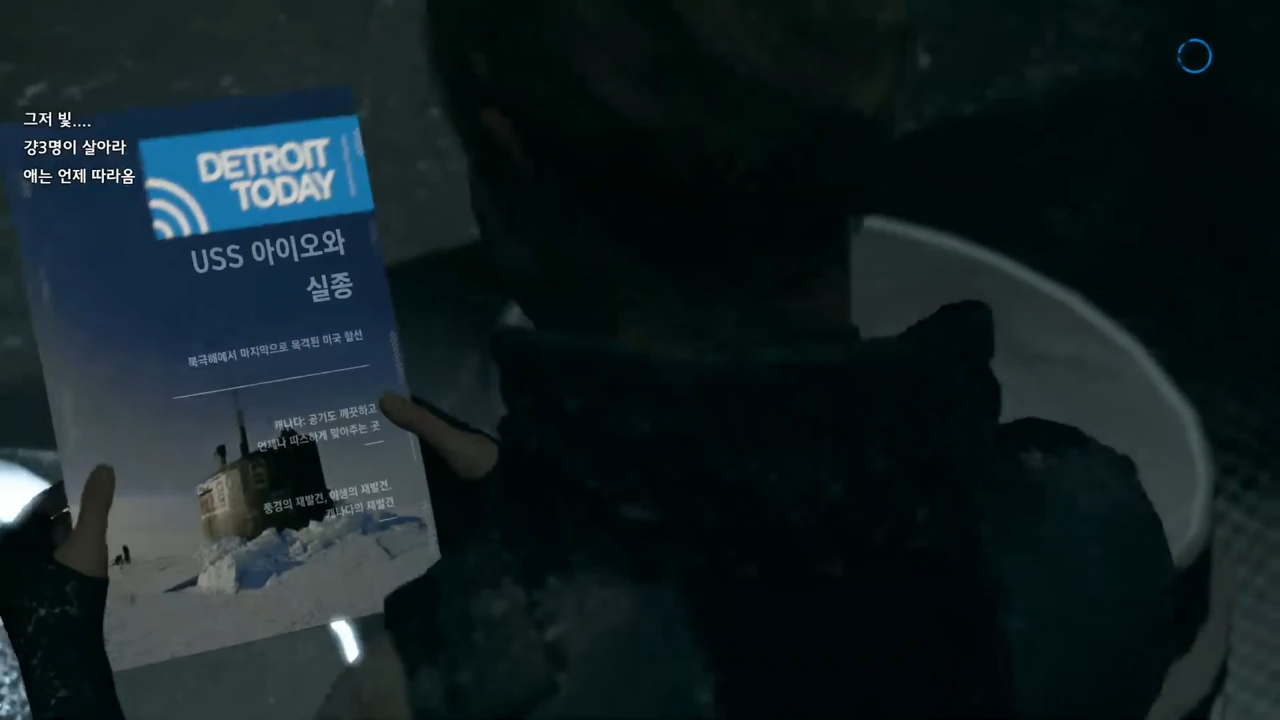 그저 빛....
걍3명이 살아라
얘는 언제 따라옴
DETROIT
TODAY
USS 아이오와
실종
북극해에서 마지막으로 목격된 미국 함선
캐나다: 공기도 깨끗하고
언제나 따스하게 맞아주는 곳
풍경의 재발견, 야생의 재발견,
캐나다의 재발견